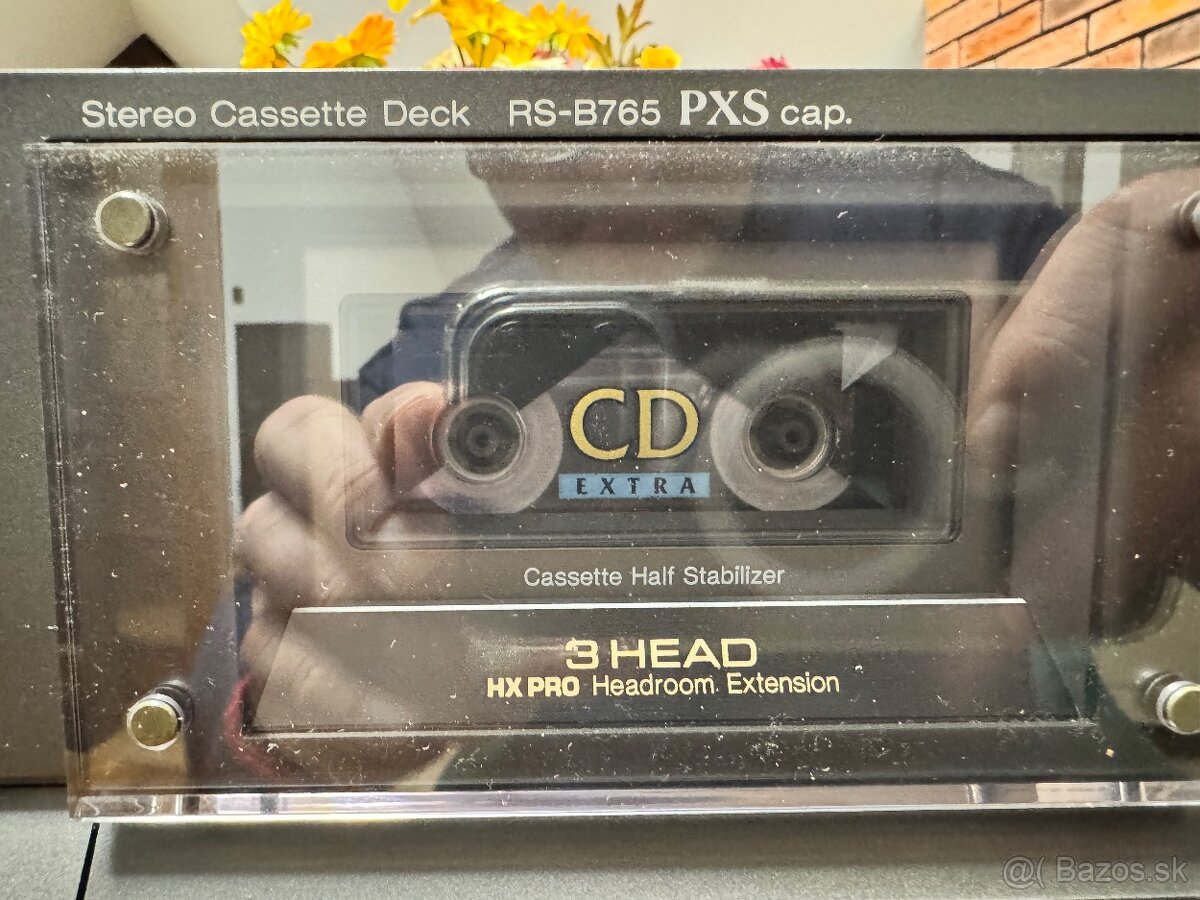 Stereo Cassette Deck RS-B765 PXS cap.
CD
EXTRA
Cassette Half Stabilizer
3 HEAD
HX PRO Headroom Extension
@( Bazos.sk